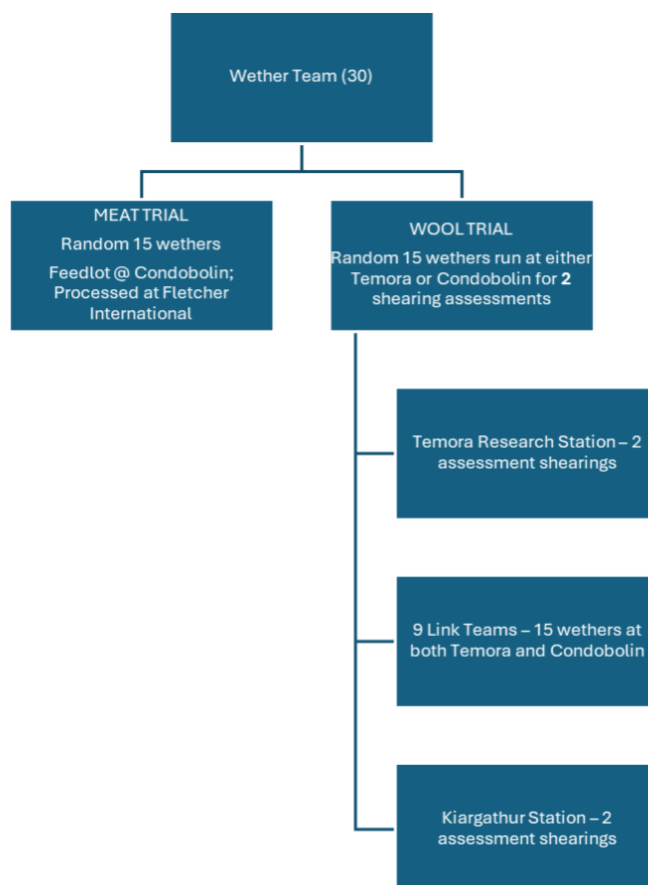 Wether Team (30)
MEAT TRIAL
Random 15 wethers
Feedlot @ Condobolin;
Processed at Fletcher
International
WOOL TRIAL
Random 15 wethers run at either
Temora or Condobolin for 2
shearing assessments
Temora Research Station – 2
assessment shearings
9 Link Teams – 15 wethers at
both Temora and Condobolin
Kiargathur Station – 2
assessment shearings